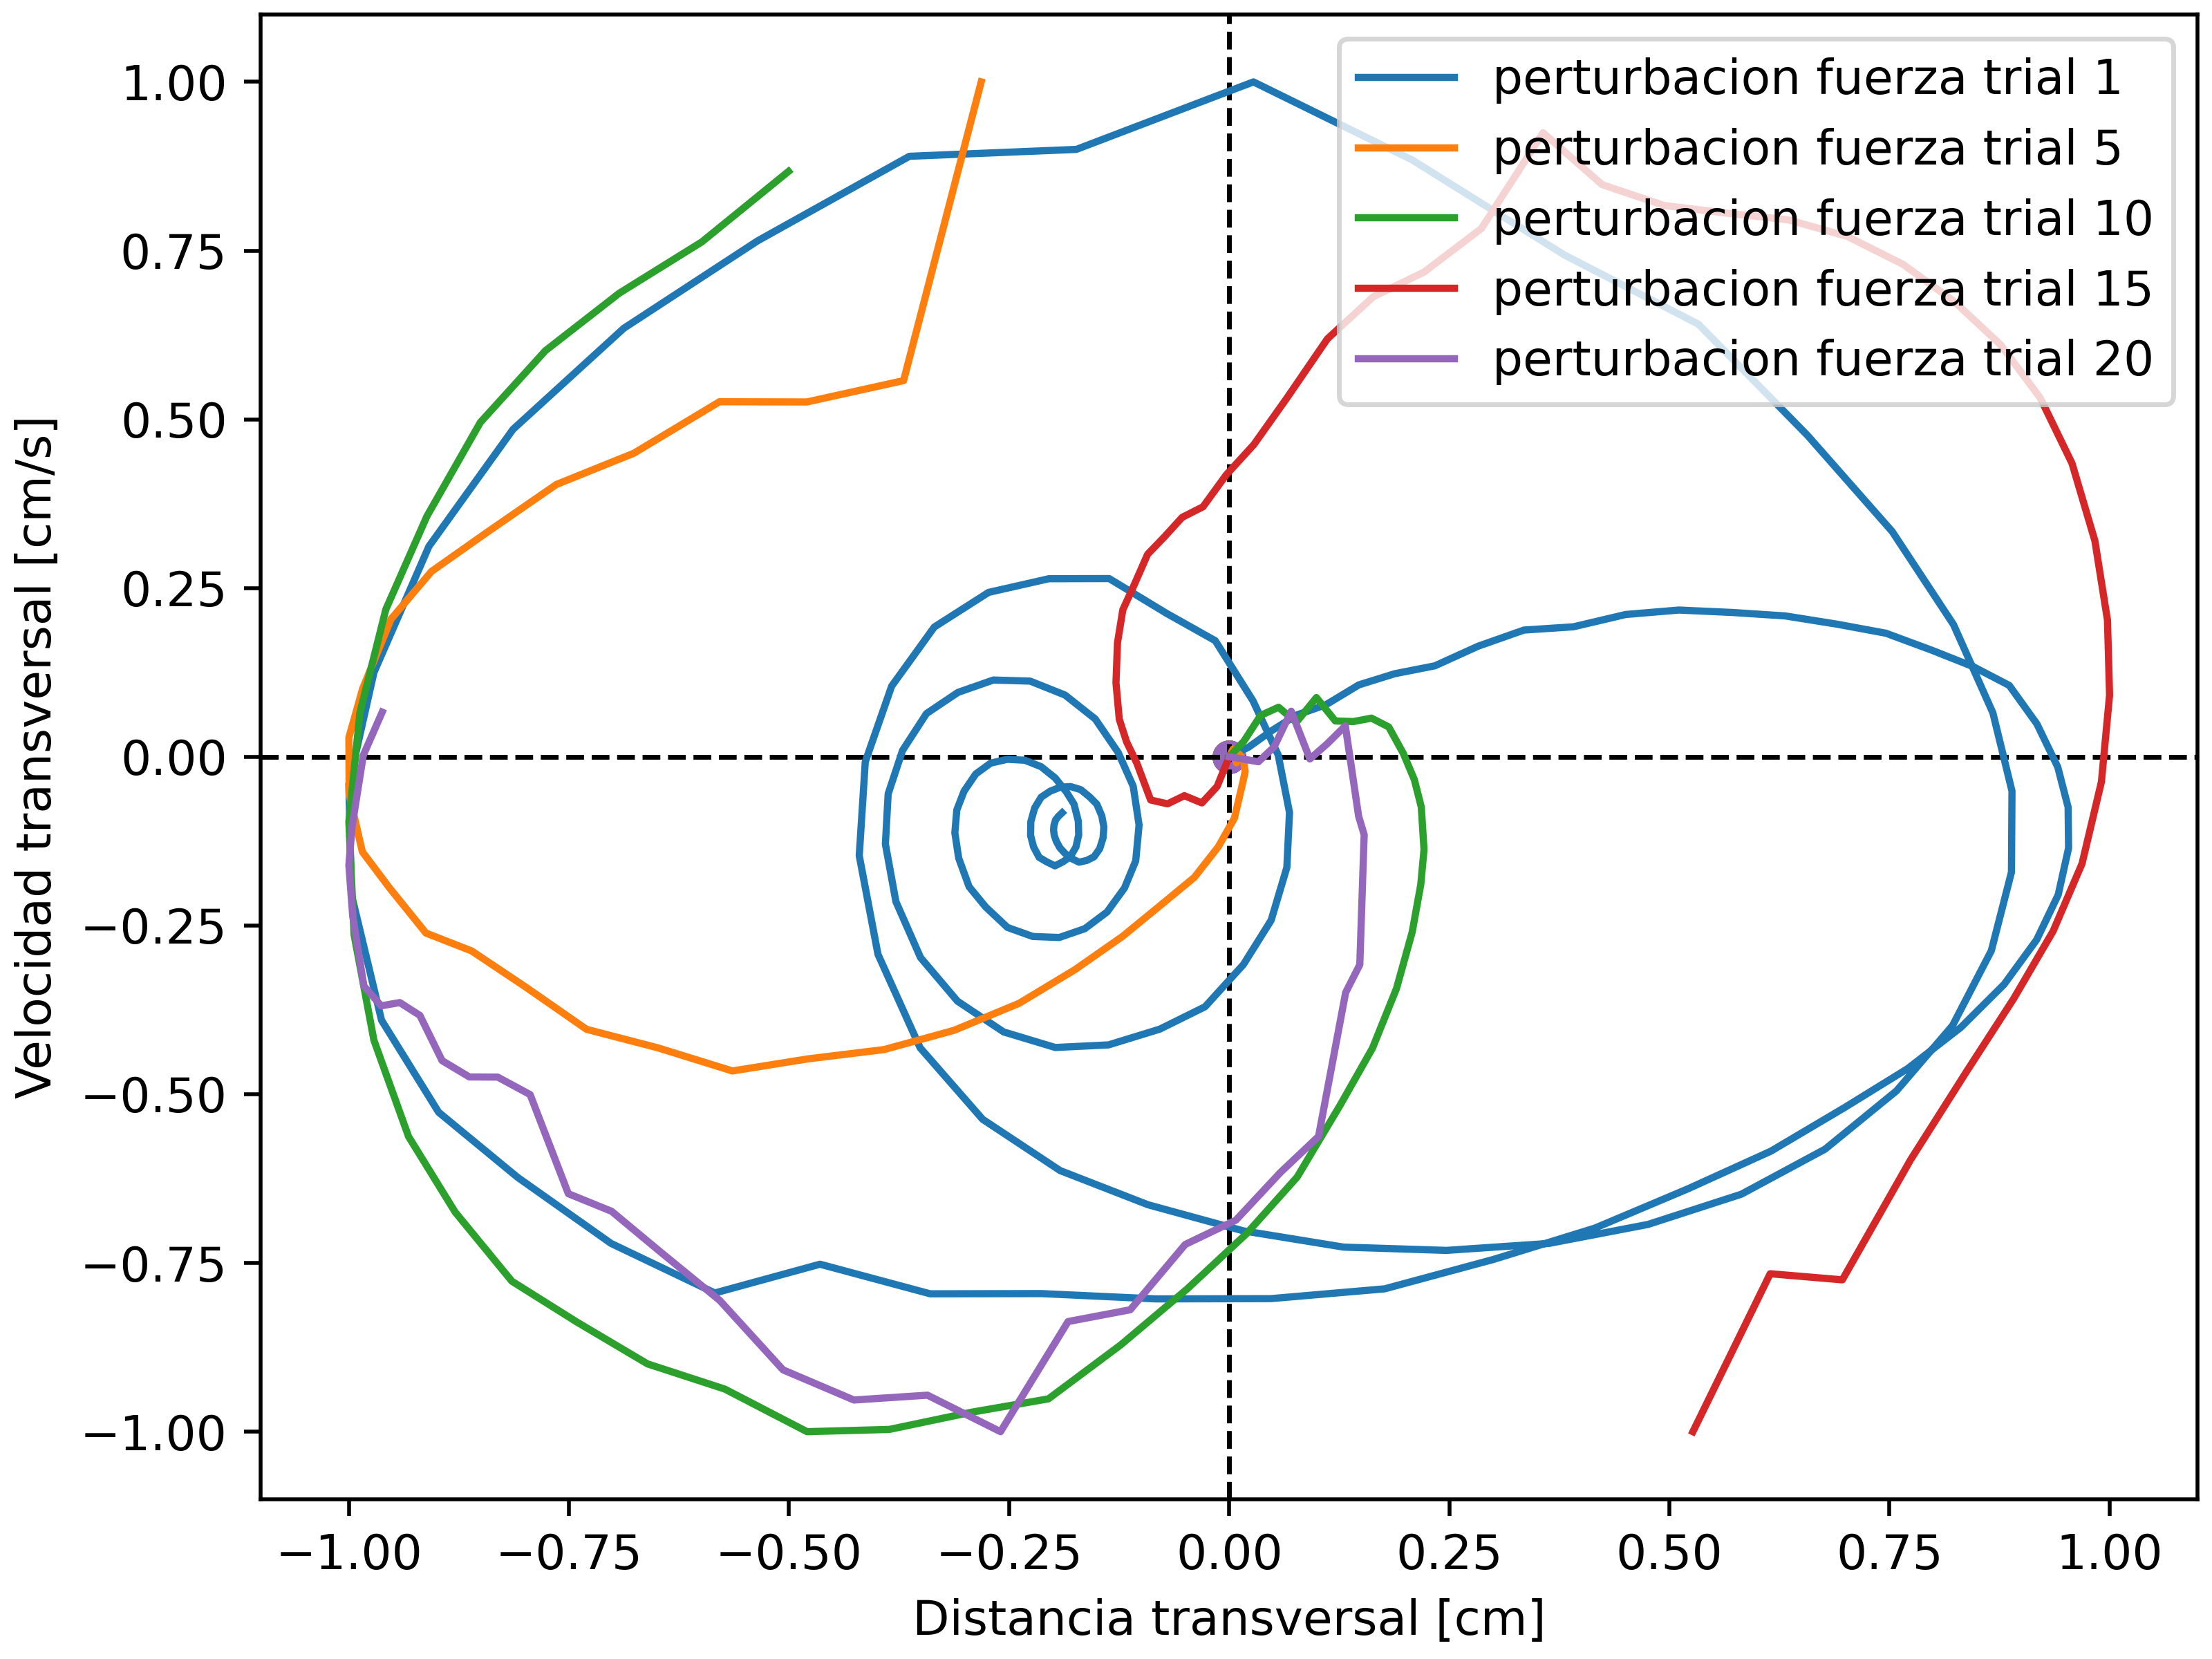 perturbacion fuerza trial 1
perturbacion fuerza trial 5
perturbacion fuerza trial 10
perturbacion fuerza trial 15
perturbacion fuerza trial 20
Velocidad transversal [cm/s]
1.00
0.75
0.50
0.25
0.00
−0.25
−0.50
−0.75
−1.00
−1.00 −0.75 −0.50 −0.25 0.00 0.25 0.50 0.75 1.00
Distancia transversal [cm]